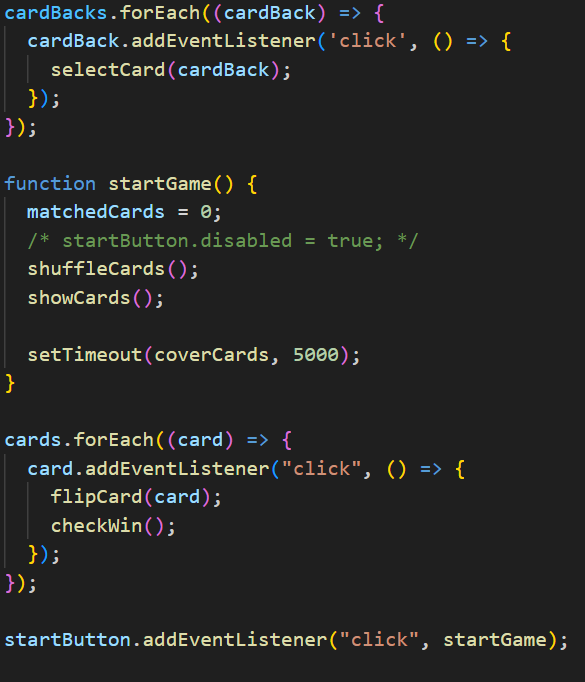 cardBacks.forEach((cardBack) => {
  cardBack.addEventListener('click', () => {
    selectCard(cardBack);
  });
});

function startGame() {
  matchedCards = 0;
  /* startButton.disabled = true; */
  shuffleCards();
  showCards();

  setTimeout(coverCards, 5000);
}

cards.forEach((card) => {
  card.addEventListener("click", () => {
    flipCard(card);
    checkWin();
  });
});

startButton.addEventListener("click", startGame);